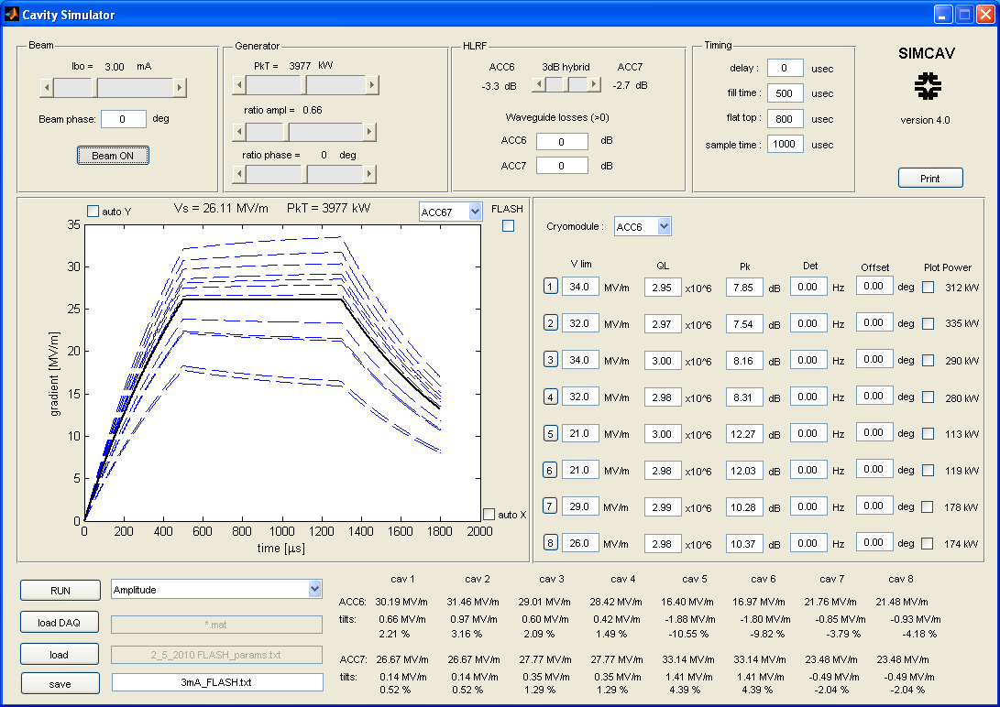 Cavity Simulator
Beam
Ibo = 3.00 mA
Beam phase: 0 deg
Beam ON
Generator
PkT = 3977 kW
ratio ampl = 0.66
ratio phase = 0 deg
HLRF
ACC6 3dB hybrid ACC7
-3.3 dB -2.7 dB
Waveguide losses (>0)
ACC6 0 dB
ACC7 0 dB
Timing
delay : 0 usec
fill time : 500 usec
flat top : 800 usec
sample time : 1000 usec
SIMCAV
version 4.0
Print
auto Y Vs = 26.11 MV/m PkT = 3977 kW ACC67 FLASH
35
30
25
20
15
10
5
0
gradient [MV/m]
0 200 400 600 800 1000 1200 1400 1600 1800 2000
time [µs]
auto X
Cryomodule : ACC6
V lim QL Pk Det Offset Plot Power
1 34.0 MV/m 2.95 x10^6 7.85 dB 0.00 Hz 0.00 deg 312 kW
2 32.0 MV/m 2.97 x10^6 7.54 dB 0.00 Hz 0.00 deg 335 kW
3 34.0 MV/m 3.00 x10^6 8.16 dB 0.00 Hz 0.00 deg 290 kW
4 32.0 MV/m 2.98 x10^6 8.31 dB 0.00 Hz 0.00 deg 280 kW
5 21.0 MV/m 3.00 x10^6 12.27 dB 0.00 Hz 0.00 deg 113 kW
6 21.0 MV/m 2.98 x10^6 12.03 dB 0.00 Hz 0.00 deg 119 kW
7 29.0 MV/m 2.99 x10^6 10.28 dB 0.00 Hz 0.00 deg 178 kW
8 26.0 MV/m 2.98 x10^6 10.37 dB 0.00 Hz 0.00 deg 174 kW
RUN Amplitude
load DAQ *.mat
load 2_5_2010 FLASH_params.txt
save 3mA_FLASH.txt
cav 1 cav 2 cav 3 cav 4 cav 5 cav 6 cav 7 cav 8
ACC6: 30.19 MV/m 31.46 MV/m 29.01 MV/m 28.42 MV/m 16.40 MV/m 16.97 MV/m 21.76 MV/m 21.48 MV/m
tilts: 0.66 MV/m 0.97 MV/m 0.60 MV/m 0.42 MV/m -1.88 MV/m -1.80 MV/m -0.85 MV/m -0.93 MV/m
2.21 % 3.16 % 2.09 % 1.49 % -10.55 % -9.82 % -3.79 % -4.18 %
ACC7: 26.67 MV/m 26.67 MV/m 27.77 MV/m 27.77 MV/m 33.14 MV/m 33.14 MV/m 23.48 MV/m 23.48 MV/m
tilts: 0.14 MV/m 0.14 MV/m 0.35 MV/m 0.35 MV/m 1.41 MV/m 1.41 MV/m -0.49 MV/m -0.49 MV/m
0.52 % 0.52 % 1.29 % 1.29 % 4.39 % 4.39 % -2.04 % -2.04 %